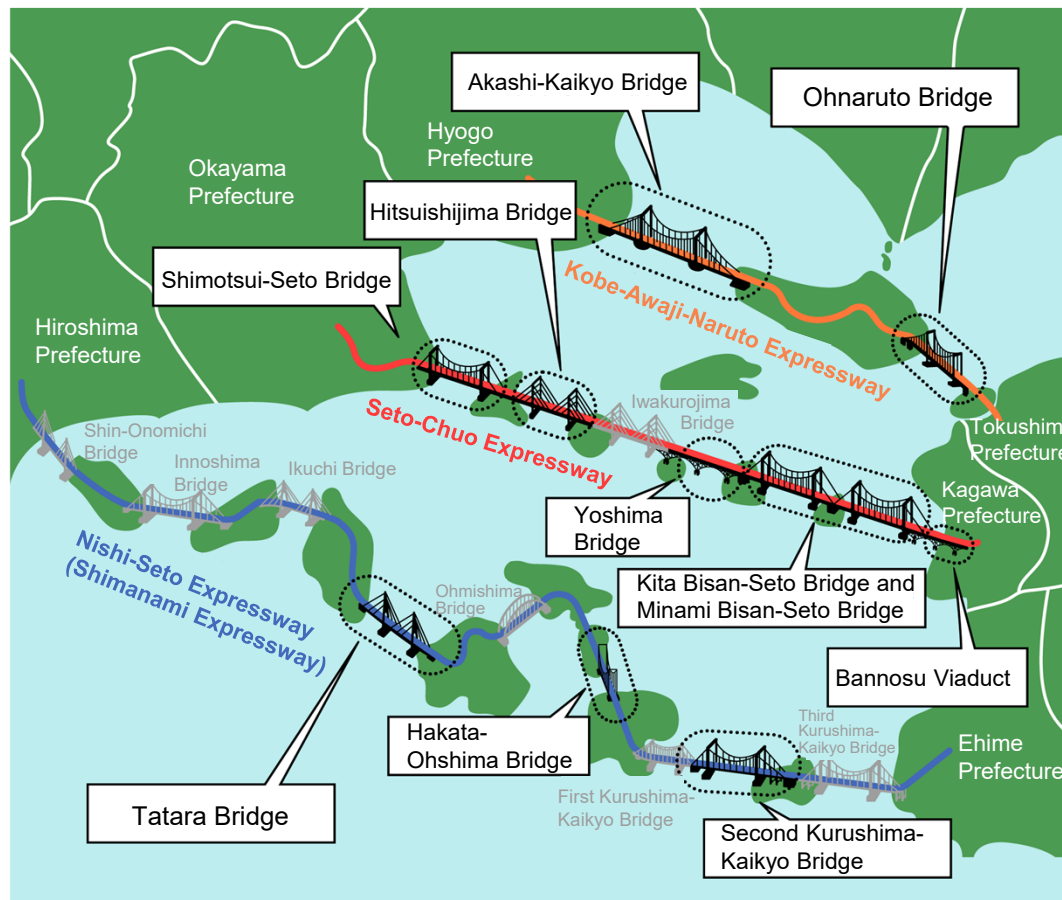 Akashi-Kaikyo Bridge
Ohnaruto Bridge
Hyogo
Prefecture
Okayama
Prefecture
Hitsuishijima Bridge
Shimotsui-Seto Bridge
Kobe-Awaji-Naruto Expressway
Hiroshima
Prefecture
Seto-Chuo Expressway
Iwakurojima
Bridge
Tokushim
Prefecture
Shin-Onomichi
Bridge
Innoshima
Bridge
Ikuchi Bridge
Kagawa
Prefecture
Yoshima
Bridge
Nishi-Seto Expressway
(Shimanami Expressway)
Kita Bisan-Seto Bridge and
Minami Bisan-Seto Bridge
Ohmishima
Bridge
Bannosu Viaduct
Hakata-
Ohshima Bridge
Third
Kurushima-
Kaikyo Bridge
Ehime
Prefecture
First Kurushima-
Kaikyo Bridge
Tatara Bridge
Second Kurushima-
Kaikyo Bridge